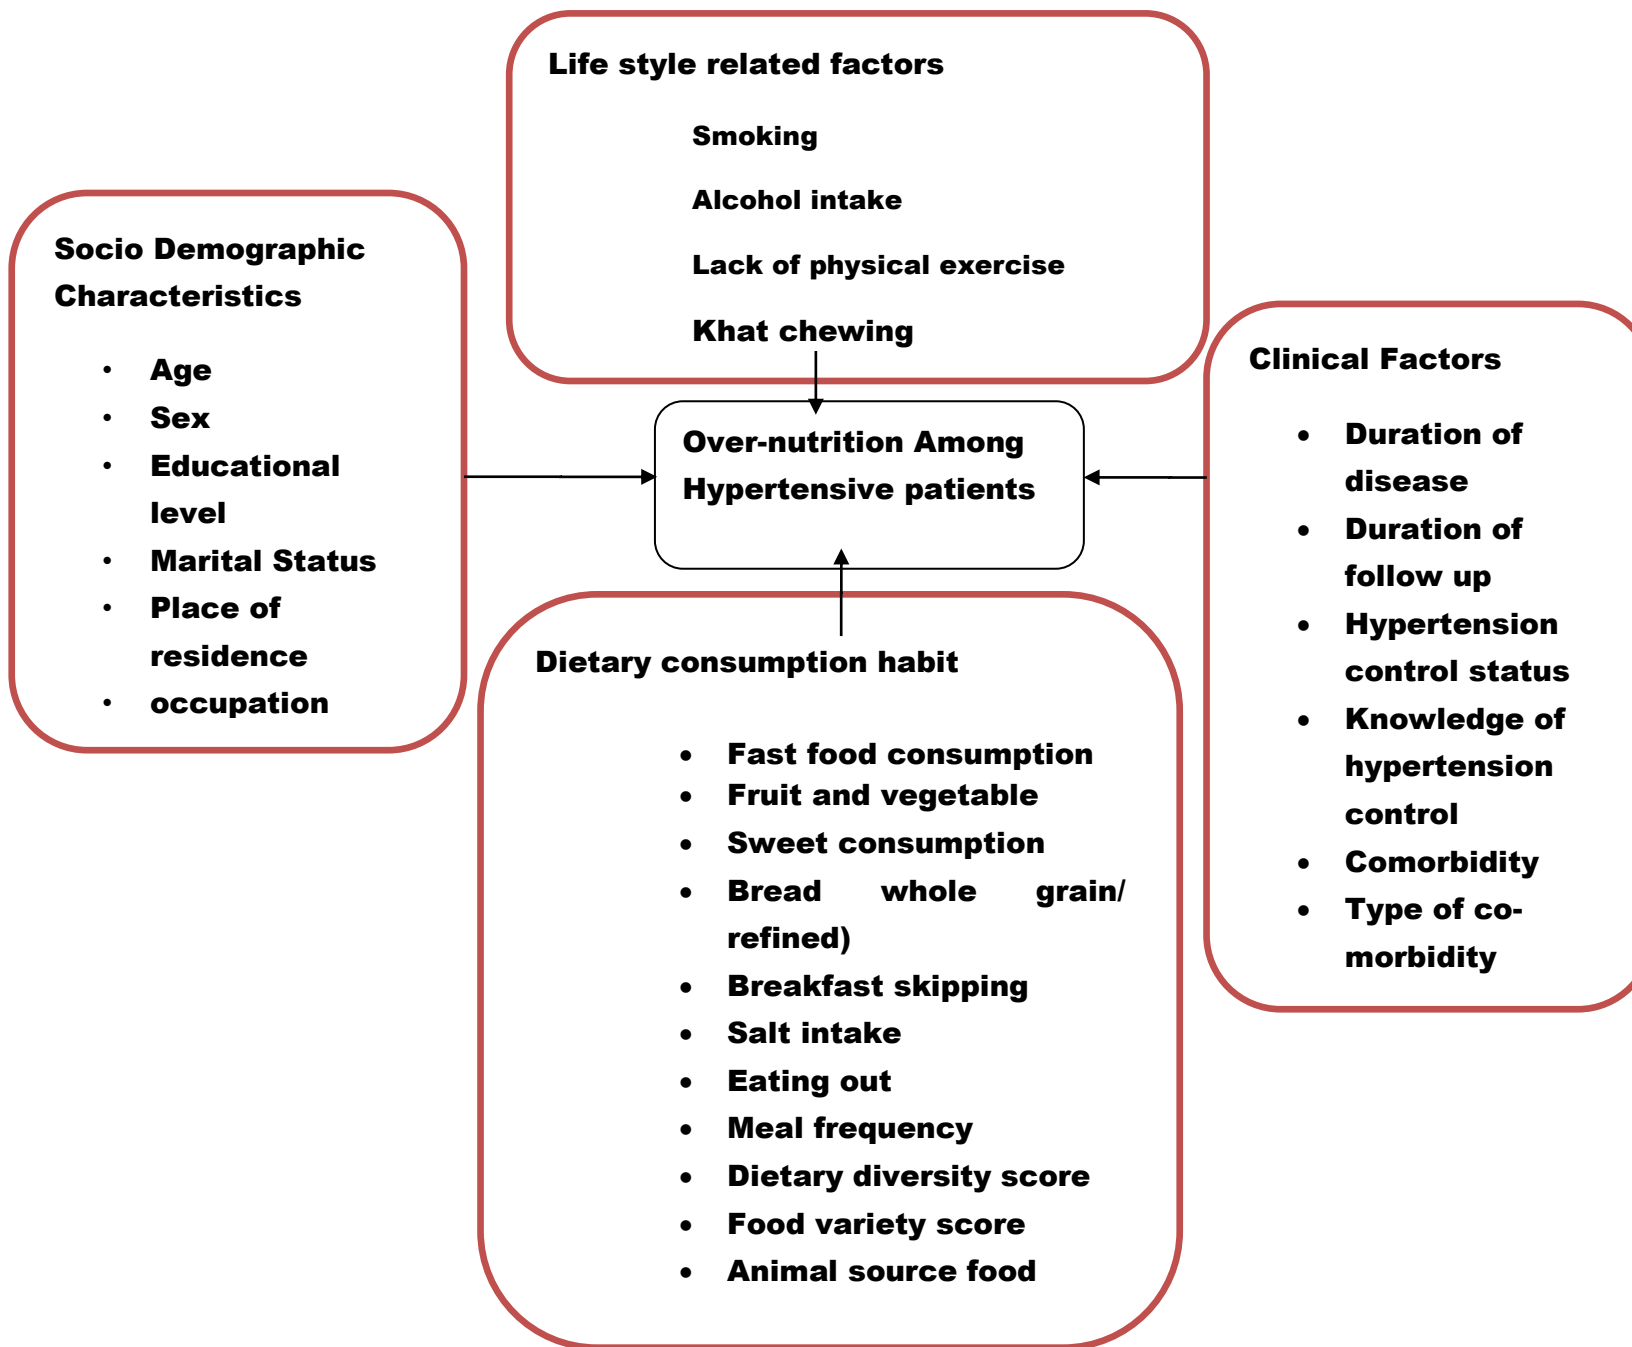 Life style related factors
Smoking
Alcohol intake
Lack of physical exercise
Khat chewing
Socio Demographic
Characteristics
• Age
• Sex
• Educational
level
• Marital Status
• Place of
residence
• occupation
Over-nutrition Among
Hypertensive patients
Clinical Factors
• Duration of
disease
• Duration of
follow up
• Hypertension
control status
• Knowledge of
hypertension
control
• Comorbidity
• Type of co-
morbidity
Dietary consumption habit
• Fast food consumption
• Fruit and vegetable
• Sweet consumption
• Bread whole grain/
refined)
• Breakfast skipping
• Salt intake
• Eating out
• Meal frequency
• Dietary diversity score
• Food variety score
• Animal source food